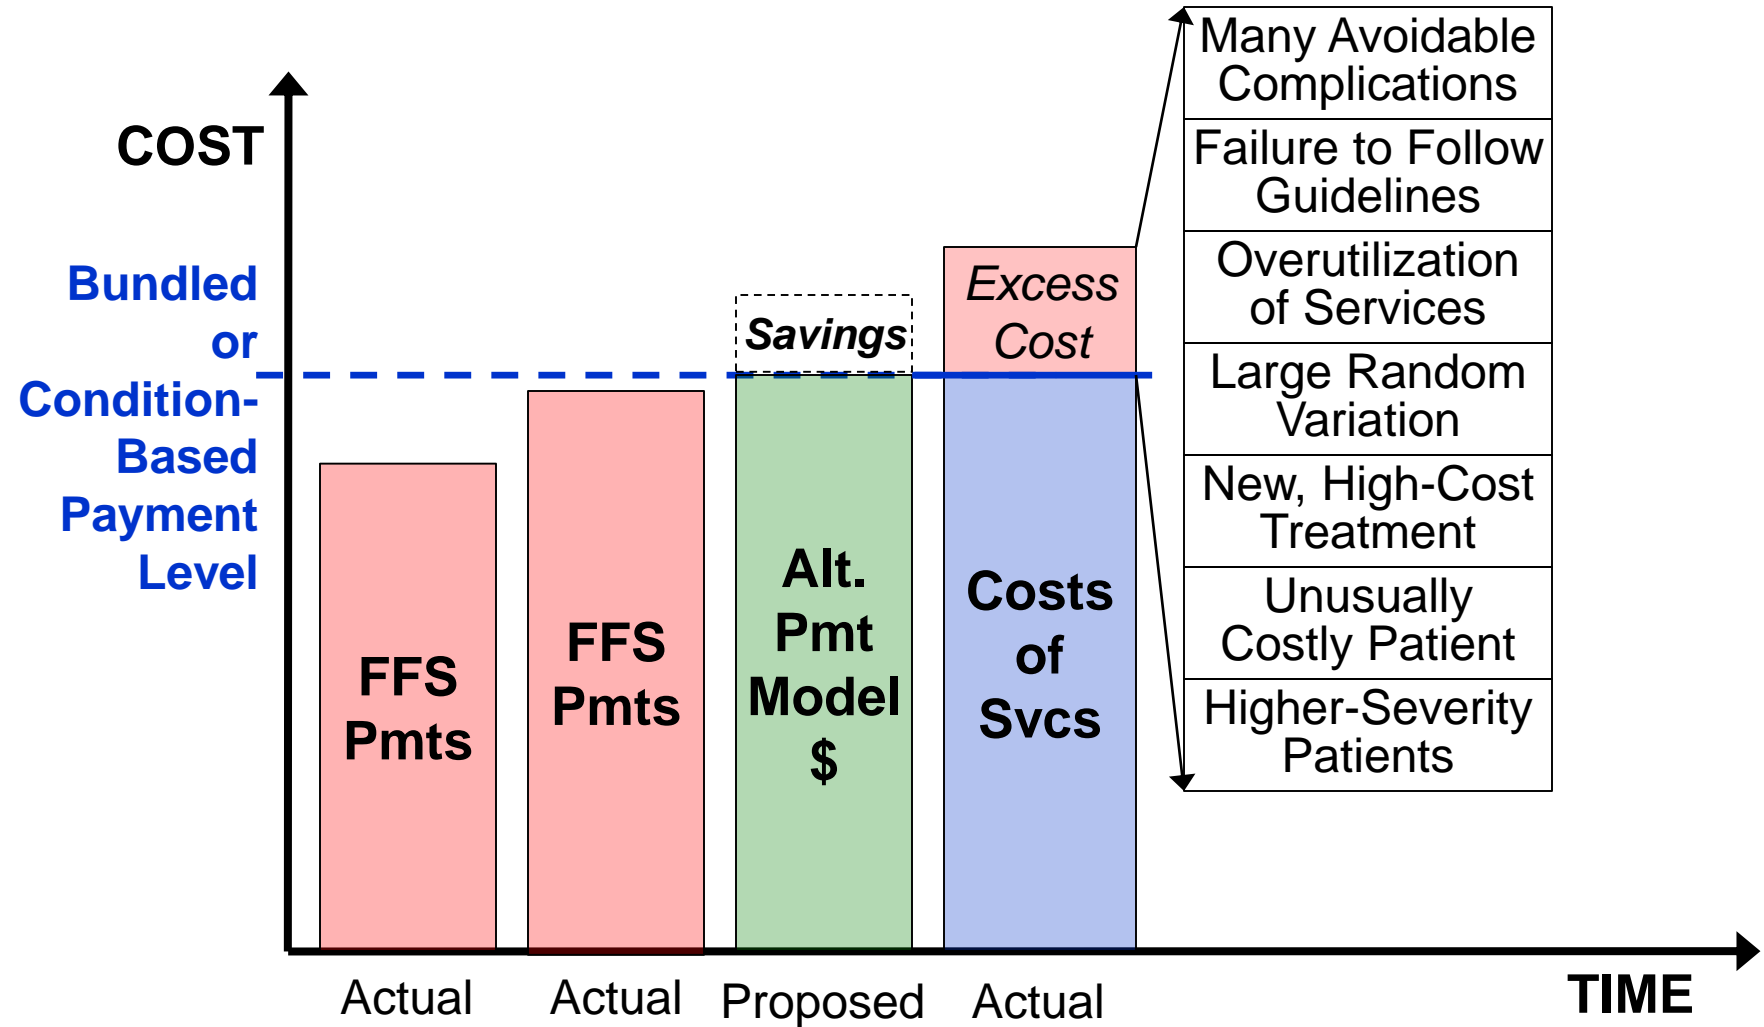 COST
Bundled
or
Condition-
Based
Payment
Level
FFS
Pmts
FFS
Pmts
Savings
Alt.
Pmt
Model
$
Excess
Cost
Costs
of
Svcs
Many Avoidable
Complications
Failure to Follow
Guidelines
Overutilization
of Services
Large Random
Variation
New, High-Cost
Treatment
Unusually
Costly Patient
Higher-Severity
Patients
Actual
Actual
Proposed
Actual
TIME